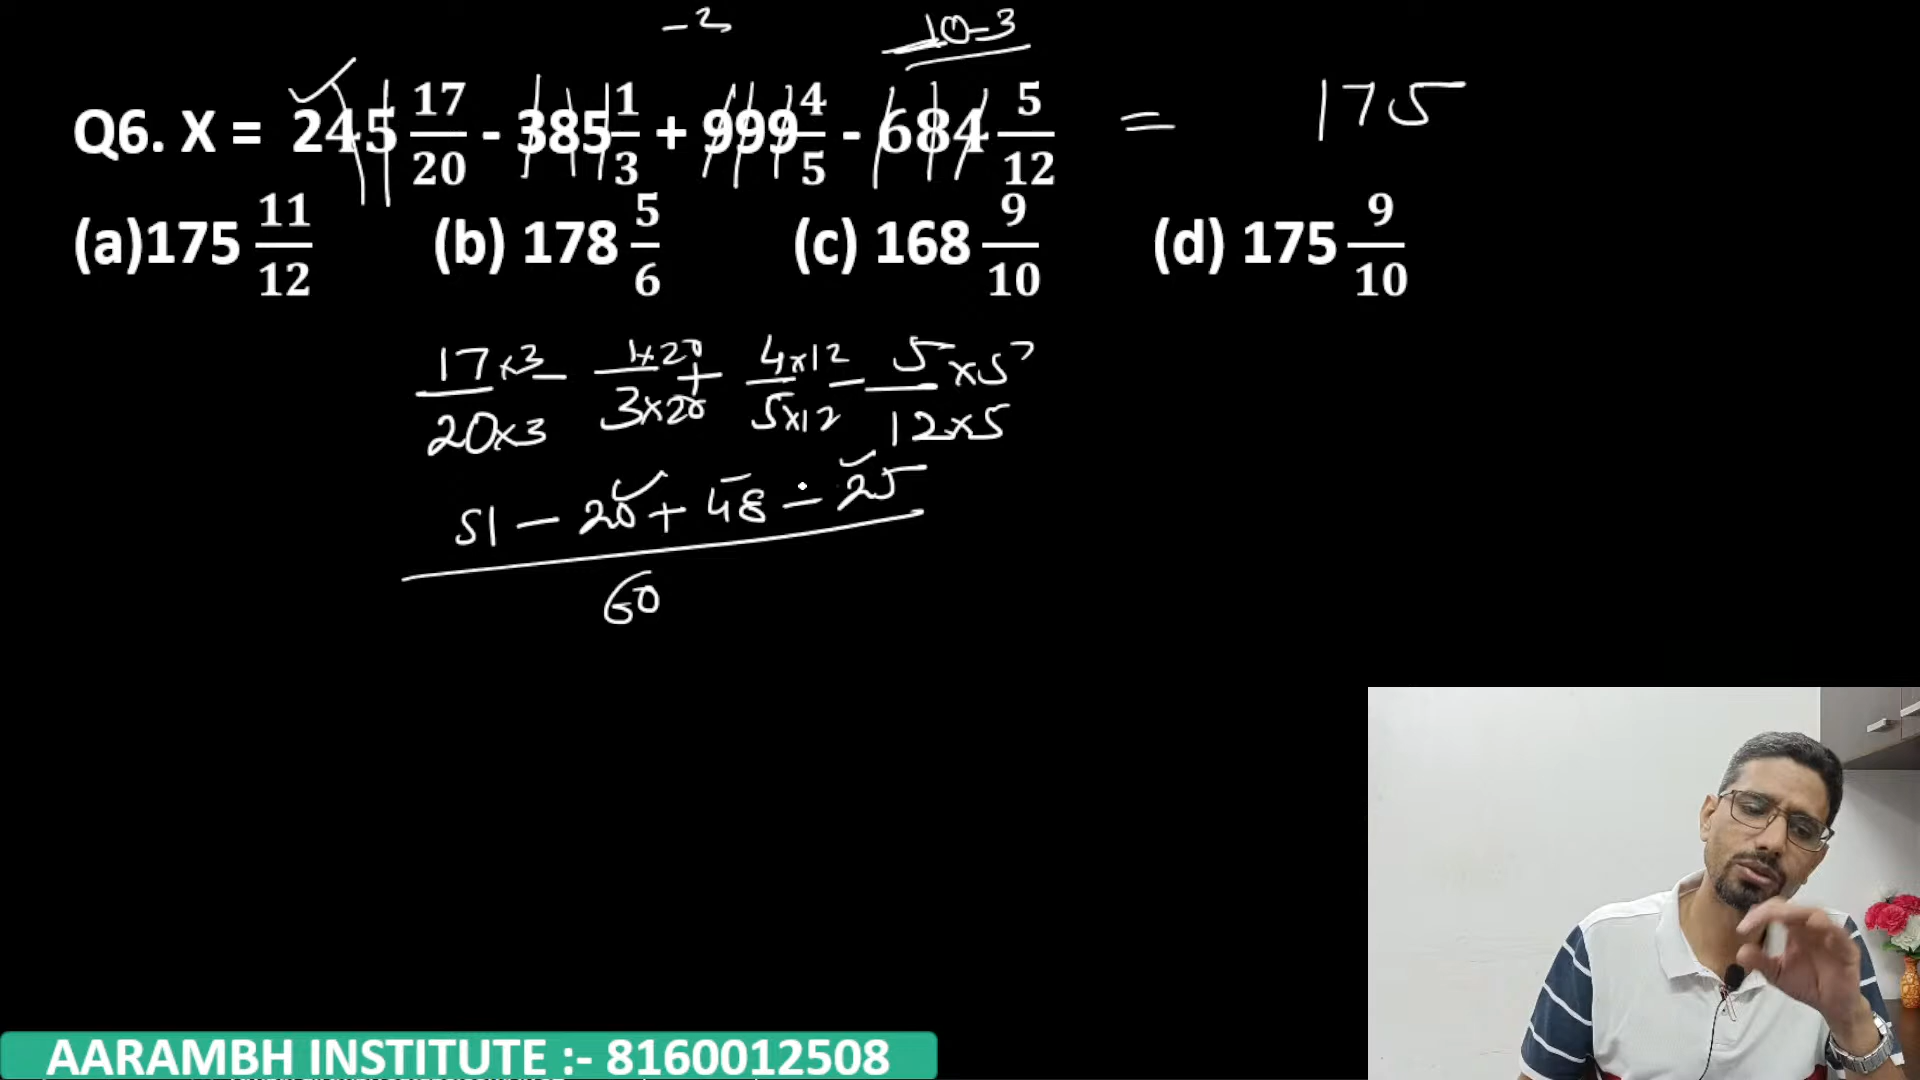 -2 10-3
Q6. X = 245 17/20 - 385 1/3 + 999 4/5 - 684 5/12 = 175
(a)175 11/12 (b) 178 5/6 (c) 168 9/10 (d) 175 9/10
17×3/20×3 - 1×20/3×20 + 4×12/5×12 - 5×5/12×5
51 - 20 + 48 - 25
60
AARAMBH INSTITUTE :- 8160012508